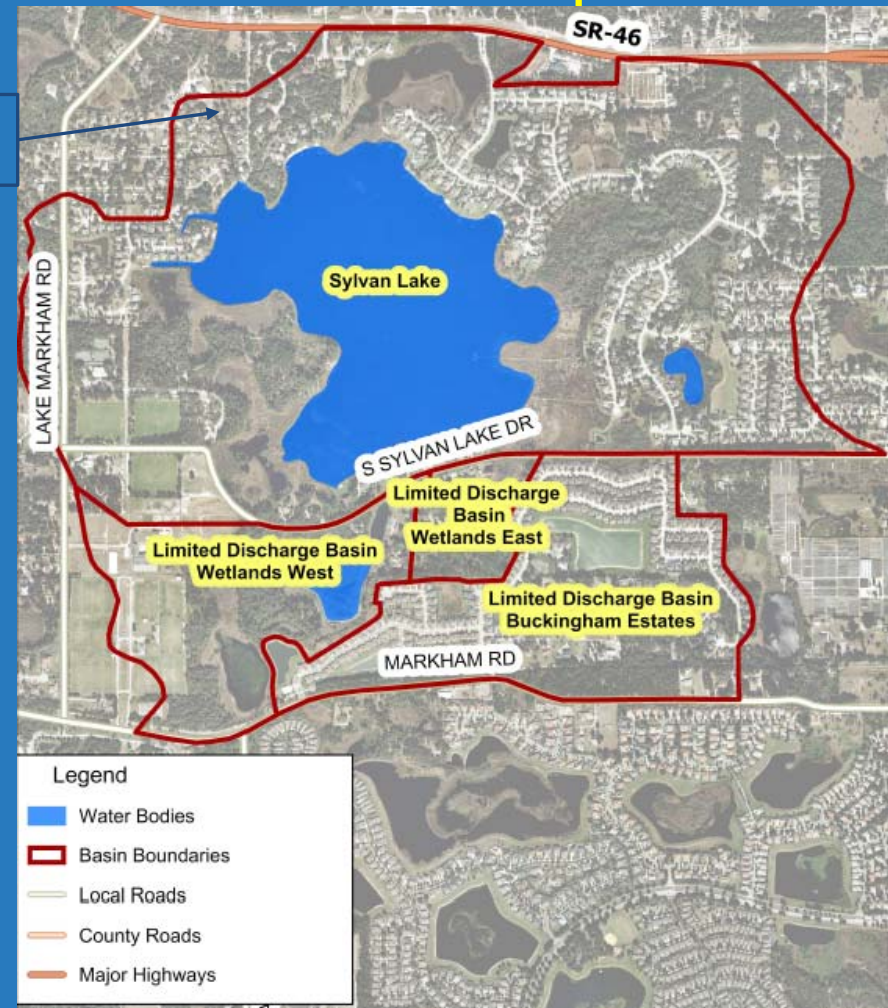 SR-46
LAKE MARKHAM RD
Sylvan Lake
S SYLVAN LAKE DR
Limited Discharge
Basin
Wetlands East
Limited Discharge Basin
Wetlands West
Limited Discharge Basin
Buckingham Estates
MARKHAM RD
Legend
Water Bodies
Basin Boundaries
Local Roads
County Roads
Major Highways